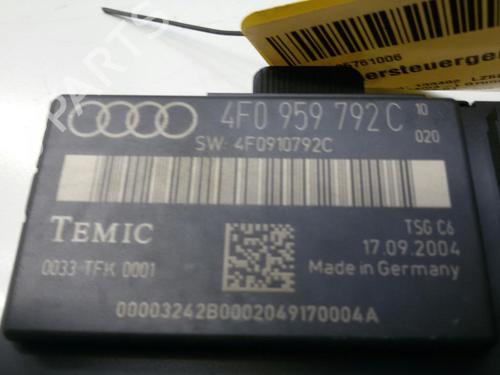 4F0 959 792C 10
020
SW: 4F0910792C
TEMIC
TSG C6
17.09.2004
0033 TFK 0001
Made in Germany
00003242B0002049170004A